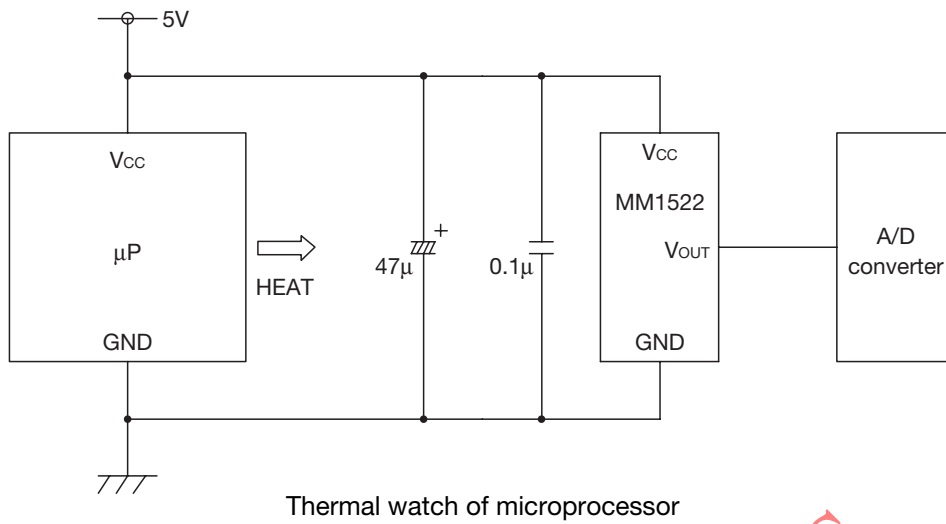 5V
VCC
μP
GND
HEAT
+
47μ
0.1μ
VCC
MM1522
VOUT
GND
A/D
converter
Thermal watch of microprocessor